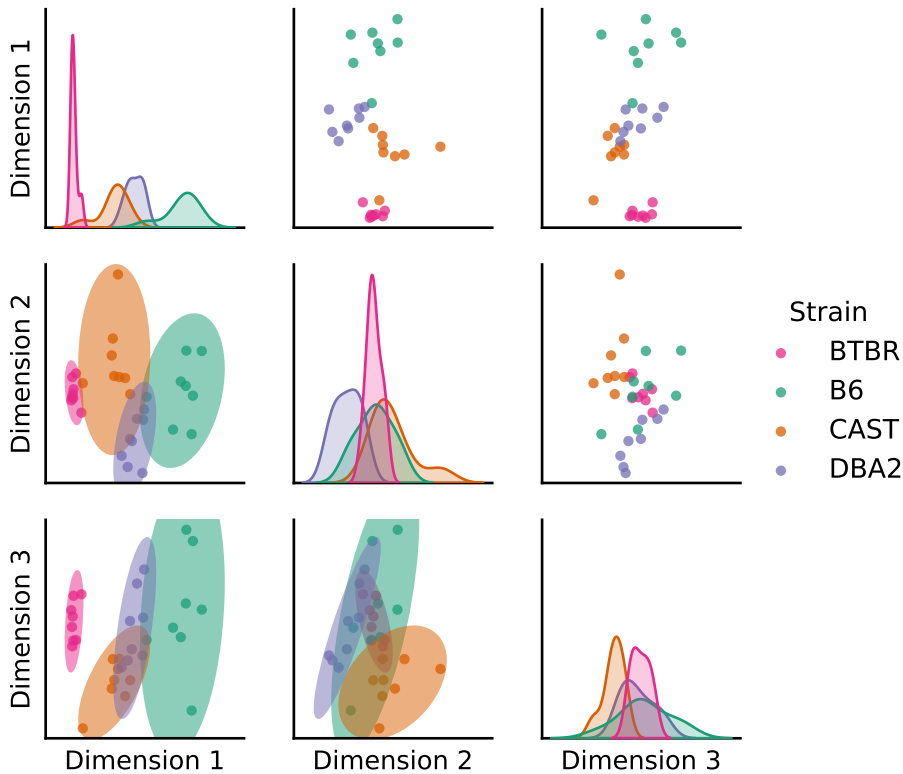 Dimension 1
Dimension 2
Dimension 3
Dimension 1
Dimension 2
Dimension 3
Strain
BTBR
B6
CAST
DBA2